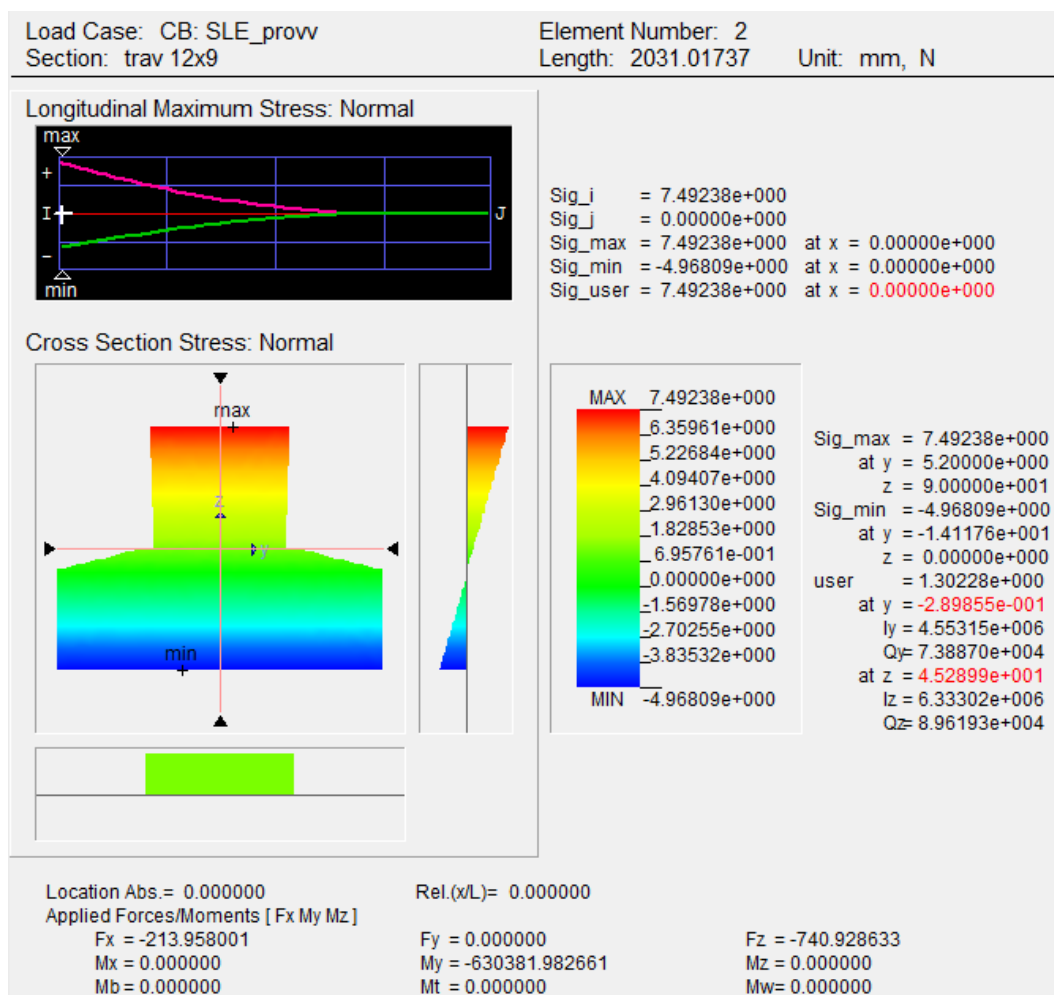 Load Case: CB: SLE_provv Element Number: 2
Section: trav 12x9 Length: 2031.01737 Unit: mm, N
Longitudinal Maximum Stress: Normal
max
+
I J
-
min
Sig_i = 7.49238e+000
Sig_j = 0.00000e+000
Sig_max = 7.49238e+000 at x = 0.00000e+000
Sig_min =-4.96809e+000 at x = 0.00000e+000
Sig_user = 7.49238e+000 at x = 0.00000e+000
Cross Section Stress: Normal
max
z
y
min
MAX 7.49238e+000
6.35961e+000
5.22684e+000
4.09407e+000
2.96130e+000
1.82853e+000
6.95761e-001
0.00000e+000
-1.56978e+000
-2.70255e+000
-3.83532e+000
MIN -4.96809e+000
Sig_max = 7.49238e+000
at y = 5.20000e+000
z = 9.00000e+001
Sig_min =-4.96809e+000
at y =-1.41176e+001
z = 0.00000e+000
user = 1.30228e+000
at y =-2.89855e-001
Iy = 4.55315e+006
Qy= 7.38870e+004
at z = 4.52899e+001
Iz = 6.33302e+006
Qz= 8.96193e+004
Location Abs.= 0.000000 Rel.(x/L)= 0.000000
Applied Forces/Moments [ Fx My Mz ]
Fx =-213.958001 Fy = 0.000000 Fz =-740.928633
Mx = 0.000000 My =-630381.982661 Mz = 0.000000
Mb = 0.000000 Mt = 0.000000 Mw= 0.000000